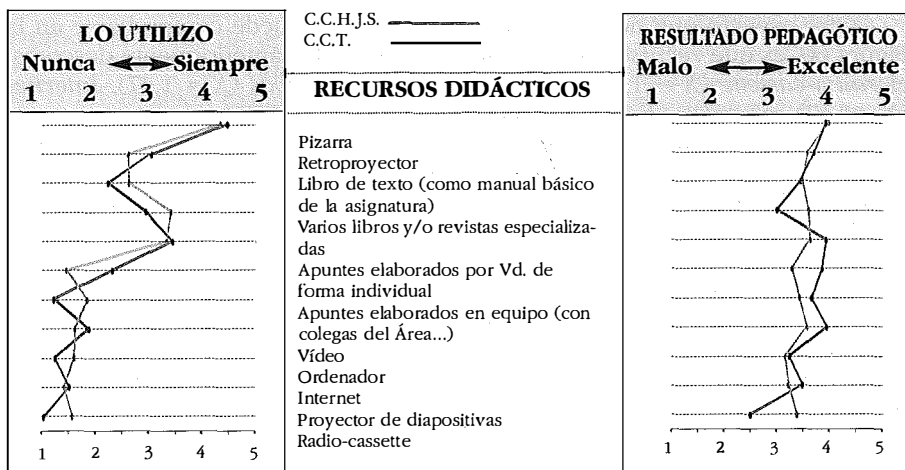 LO UTILIZO
Nunca Siempre
1 2 3 4 5
C.C.H.J.S.
C.C.T.
RECURSOS DIDÁCTICOS
RESULTADO PEDAGÓTICO
Malo Excelente
1 2 3 4 5
Pizarra
Retroproyector
Libro de texto (como manual básico
de la asignatura)
Varios libros y/o revistas especializa-
das
Apuntes elaborados por Vd. de
forma individual
Apuntes elaborados en equipo (con
colegas del Área...)
Vídeo
Ordenador
Internet
Proyector de diapositivas
Radio-cassette
1 2 3 4 5
1 2 3 4 5